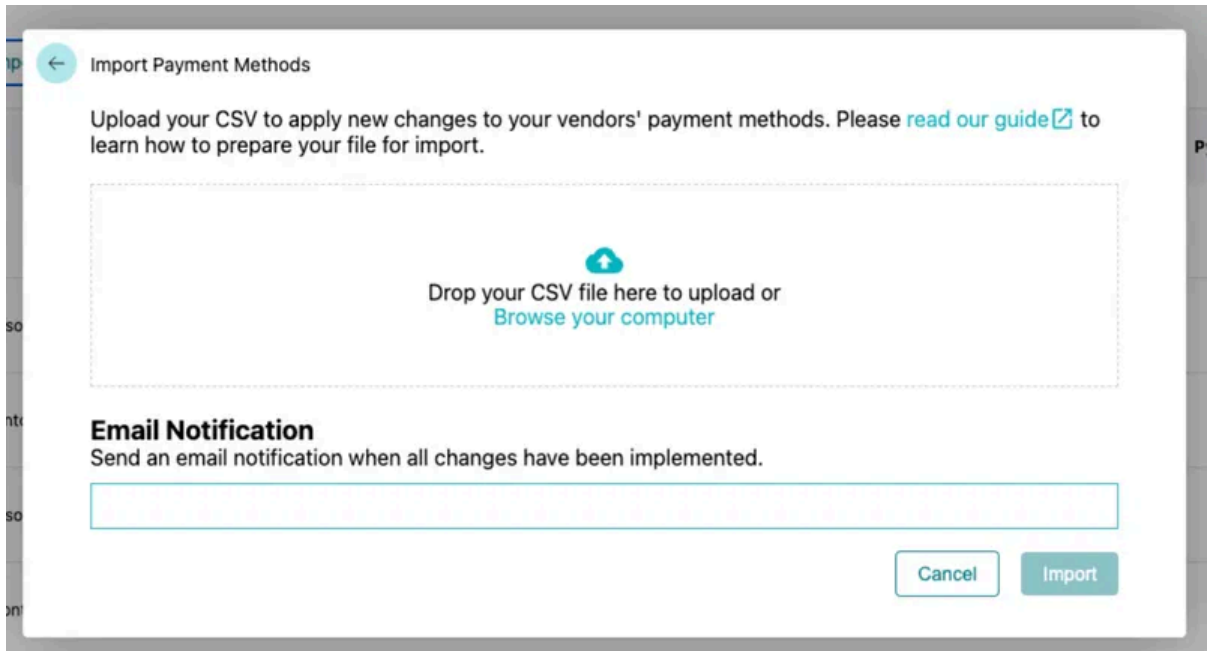 Import Payment Methods
Upload your CSV to apply new changes to your vendors' payment methods. Please read our guide to
learn how to prepare your file for import.
Drop your CSV file here to upload or
Browse your computer
Email Notification
Send an email notification when all changes have been implemented.
Cancel
Import